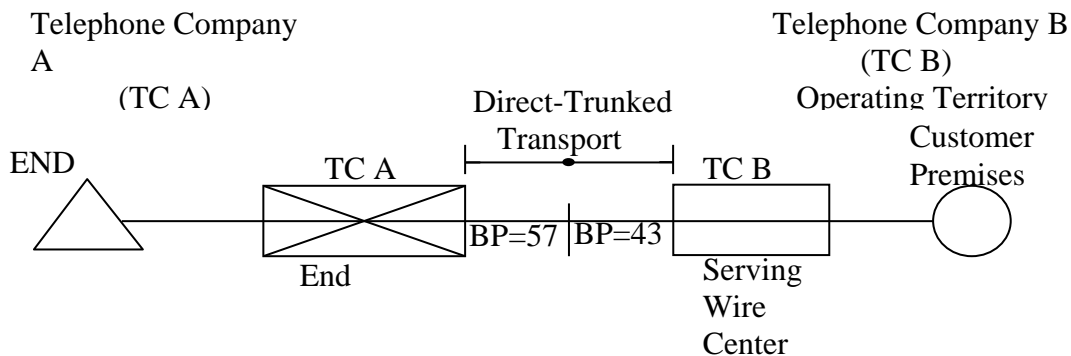 Telephone Company
A
(TC A)
Telephone Company B
(TC B)
Operating Territory
Direct-Trunked
Transport
Customer
Premises
END
TC A
TC B
BP=57
BP=43
End
Serving
Wire
Center